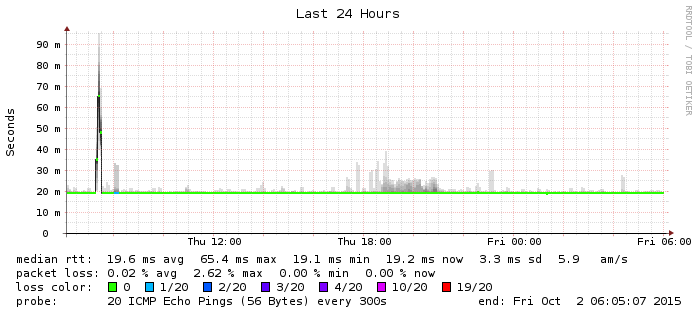 Last 24 Hours
RRDTOOL / TOBI OETIKER
Seconds
90 m
80 m
70 m
60 m
50 m
40 m
30 m
20 m
10 m
0
Thu 12:00 Thu 18:00 Fri 00:00 Fri 06:00
median rtt: 19.6 ms avg 65.4 ms max 19.1 ms min 19.2 ms now 3.3 ms sd 5.9 am/s
packet loss: 0.02 % avg 2.62 % max 0.00 % min 0.00 % now
loss color: 0 1/20 2/20 3/20 4/20 10/20 19/20
probe: 20 ICMP Echo Pings (56 Bytes) every 300s end: Fri Oct 2 06:05:07 2015